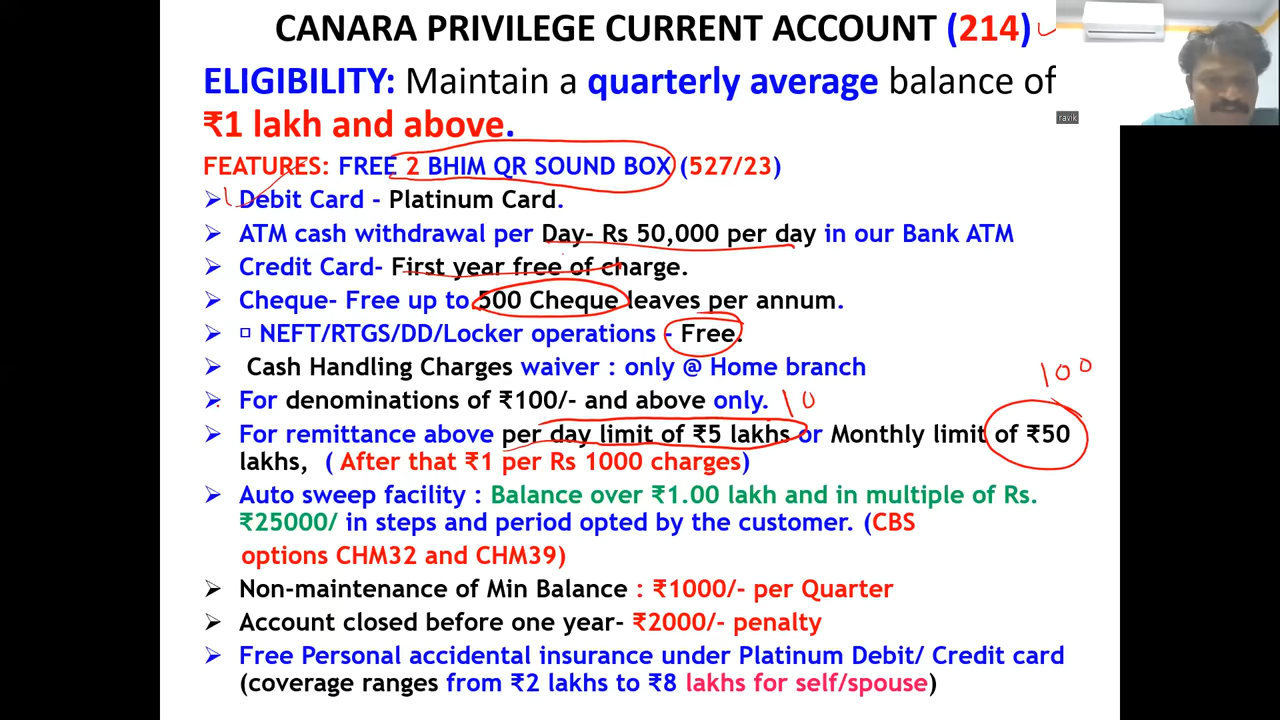 CANARA PRIVILEGE CURRENT ACCOUNT (214)
ELIGIBILITY: Maintain a quarterly average balance of
₹1 lakh and above.
ravik
FEATURES: FREE 2 BHIM QR SOUND BOX (527/23)
➢ Debit Card - Platinum Card.
➢ ATM cash withdrawal per Day- Rs 50,000 per day in our Bank ATM
➢ Credit Card- First year free of charge.
➢ Cheque- Free up to 500 Cheque leaves per annum.
➢ □ NEFT/RTGS/DD/Locker operations - Free.
➢ Cash Handling Charges waiver : only @ Home branch
100
➢ For denominations of ₹100/- and above only. 10
➢ For remittance above per day limit of ₹5 lakhs or Monthly limit of ₹50
lakhs, ( After that ₹1 per Rs 1000 charges)
➢ Auto sweep facility : Balance over ₹1.00 lakh and in multiple of Rs.
₹25000/ in steps and period opted by the customer. (CBS
options CHM32 and CHM39)
➢ Non-maintenance of Min Balance : ₹1000/- per Quarter
➢ Account closed before one year- ₹2000/- penalty
➢ Free Personal accidental insurance under Platinum Debit/ Credit card
(coverage ranges from ₹2 lakhs to ₹8 lakhs for self/spouse)